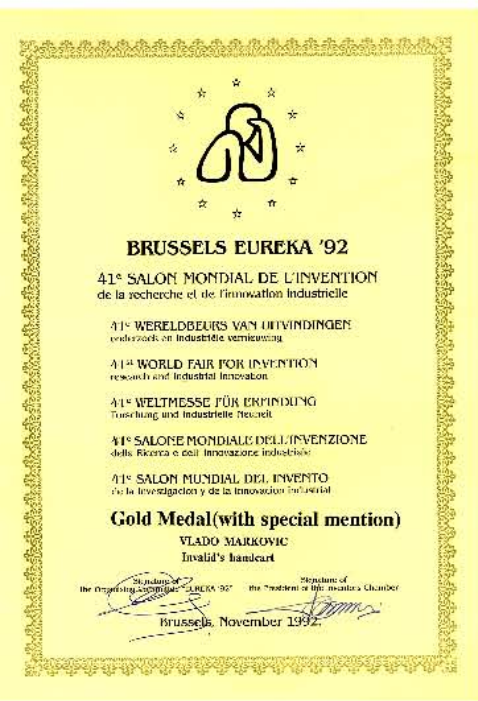 BRUSSELS EUREKA '92
41e SALON MONDIAL DE L'INVENTION
de la recherche et de l'innovation industrielle
41e WERELDBEURS VAN UITVINDINGEN
onderzoek en industriële vernieuwing
41st WORLD FAIR FOR INVENTION
research and industrial innovation
41e WELTMESSE FÜR ERFINDUNG
Forschung und industrielle Neuheit
41e SALONE MONDIALE DELL'INVENZIONE
della Ricerca e dell'Innovazione industriale
41e SALON MUNDIAL DEL INVENTO
de la Investigacion y de la innovacion industrial
Gold Medal(with special mention)
VLADO MARKOVIC
Invalid's handcart
Signature of
the Organizing Committee "EUREKA '92"
Signature of
the President of the Inventors Chamber
Brussels, November 1992.